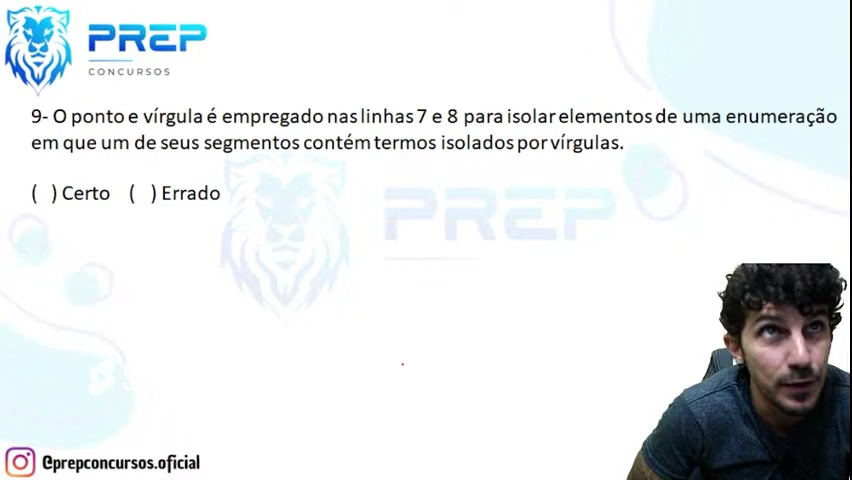 PREP
CONCURSOS
9- O ponto e vírgula é empregado nas linhas 7 e 8 para isolar elementos de uma enumeração
em que um de seus segmentos contém termos isolados por vírgulas.
( ) Certo ( ) Errado
PREP
@prepconcursos.oficial